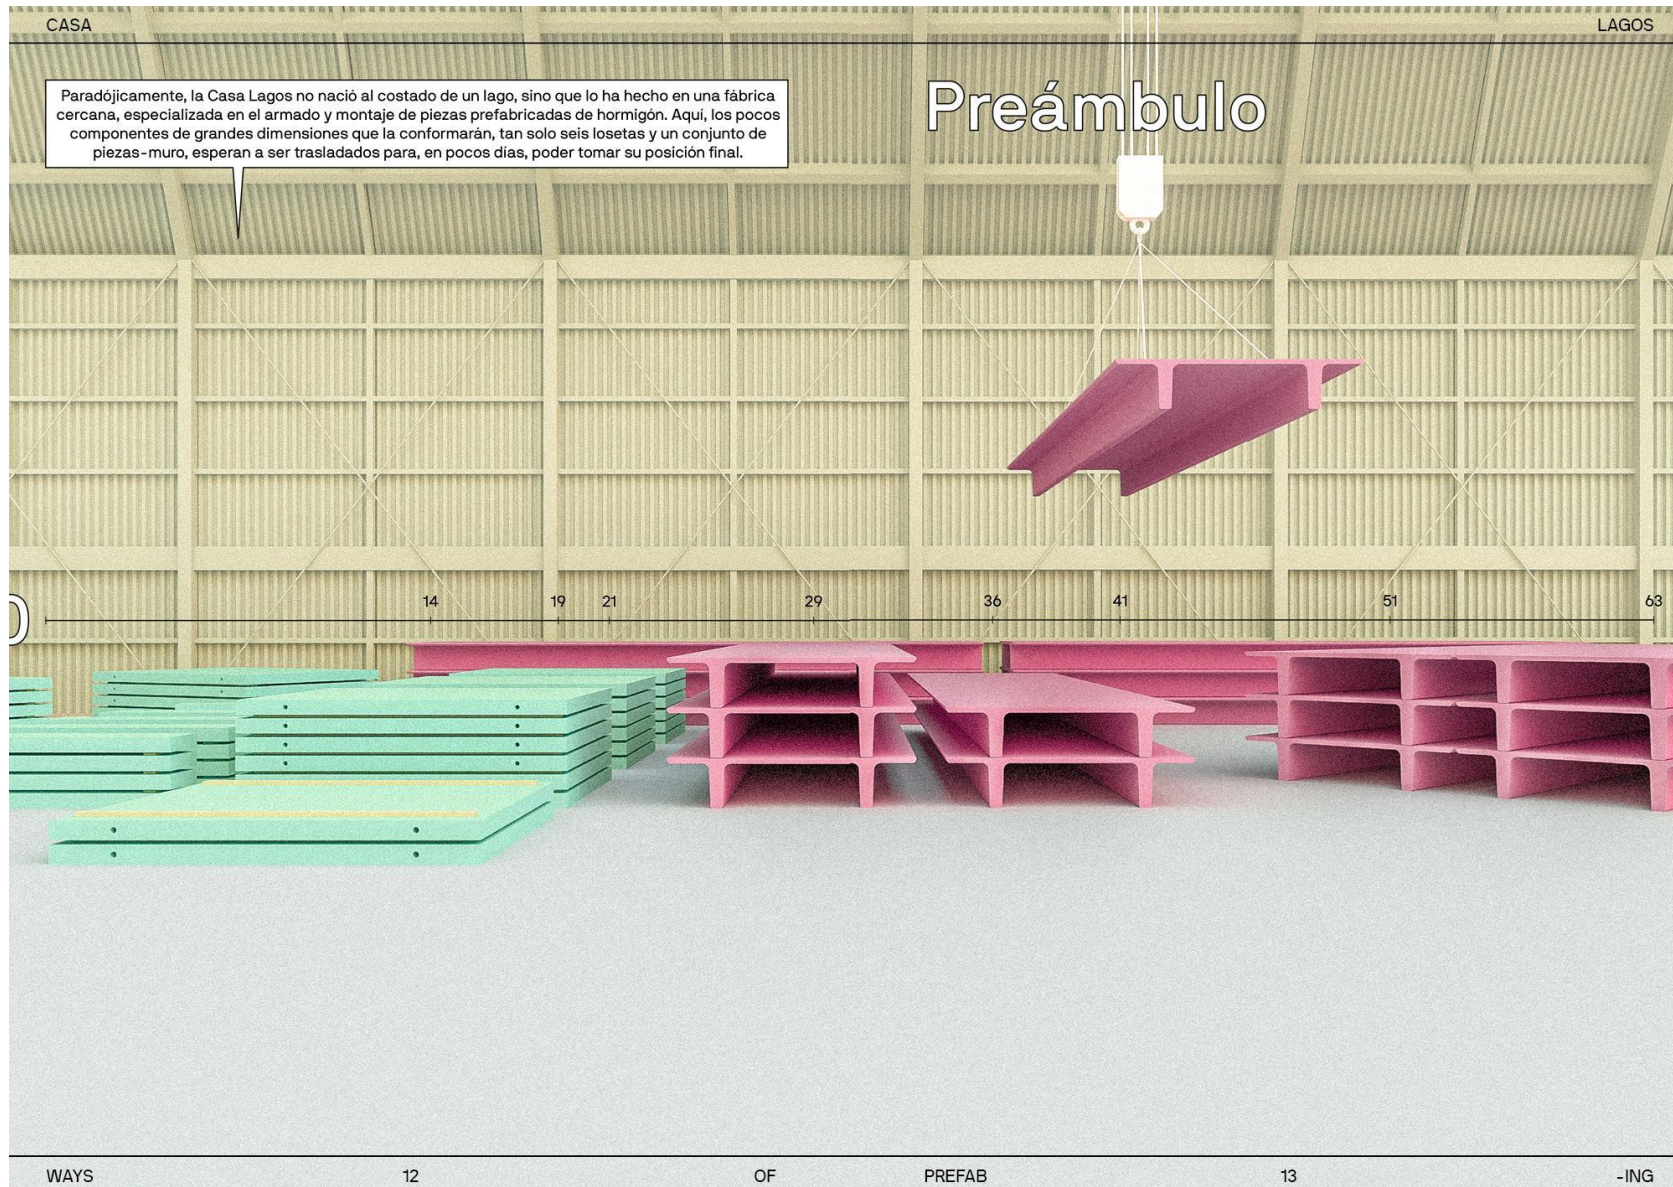 CASA
LAGOS
Paradójicamente, la Casa Lagos no nació al costado de un lago, sino que lo ha hecho en una fábrica
cercana, especializada en el armado y montaje de piezas prefabricadas de hormigón. Aquí, los pocos
componentes de grandes dimensiones que la conformarán, tan solo seis losetas y un conjunto de
piezas-muro, esperan a ser trasladados para, en pocos días, poder tomar su posición final.
Preámbulo
0
14 19 21 29 36 41 51 63
WAYS 12 OF PREFAB 13 -ING